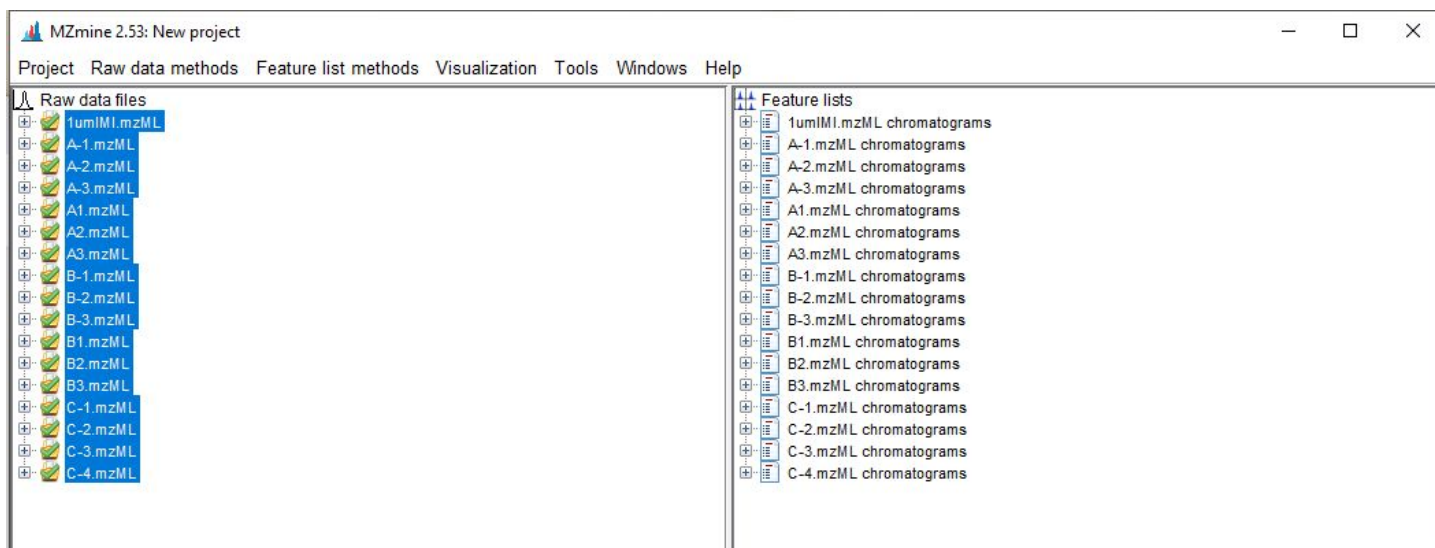 MZmine 2.53: New project
Project Raw data methods Feature list methods Visualization Tools Windows Help
Raw data files
1umIMI.mzML
A-1.mzML
A-2.mzML
A-3.mzML
A1.mzML
A2.mzML
A3.mzML
B-1.mzML
B-2.mzML
B-3.mzML
B1.mzML
B2.mzML
B3.mzML
C-1.mzML
C-2.mzML
C-3.mzML
C-4.mzML
Feature lists
1umIMI.mzML chromatograms
A-1.mzML chromatograms
A-2.mzML chromatograms
A-3.mzML chromatograms
A1.mzML chromatograms
A2.mzML chromatograms
A3.mzML chromatograms
B-1.mzML chromatograms
B-2.mzML chromatograms
B-3.mzML chromatograms
B1.mzML chromatograms
B2.mzML chromatograms
B3.mzML chromatograms
C-1.mzML chromatograms
C-2.mzML chromatograms
C-3.mzML chromatograms
C-4.mzML chromatograms